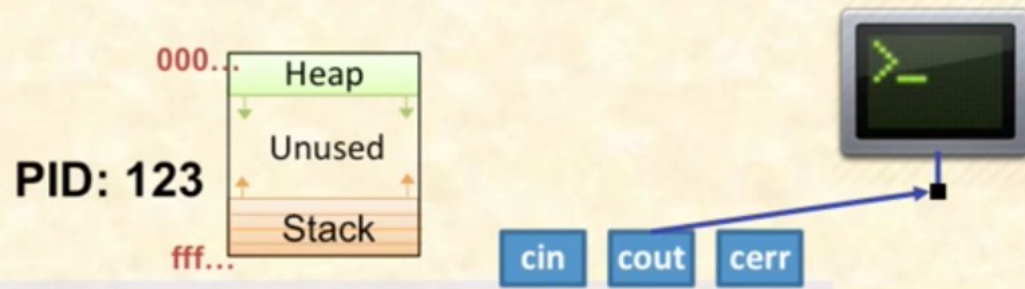 000...
Heap
Unused
PID: 123
Stack
fff...
>_
cin
cout
cerr